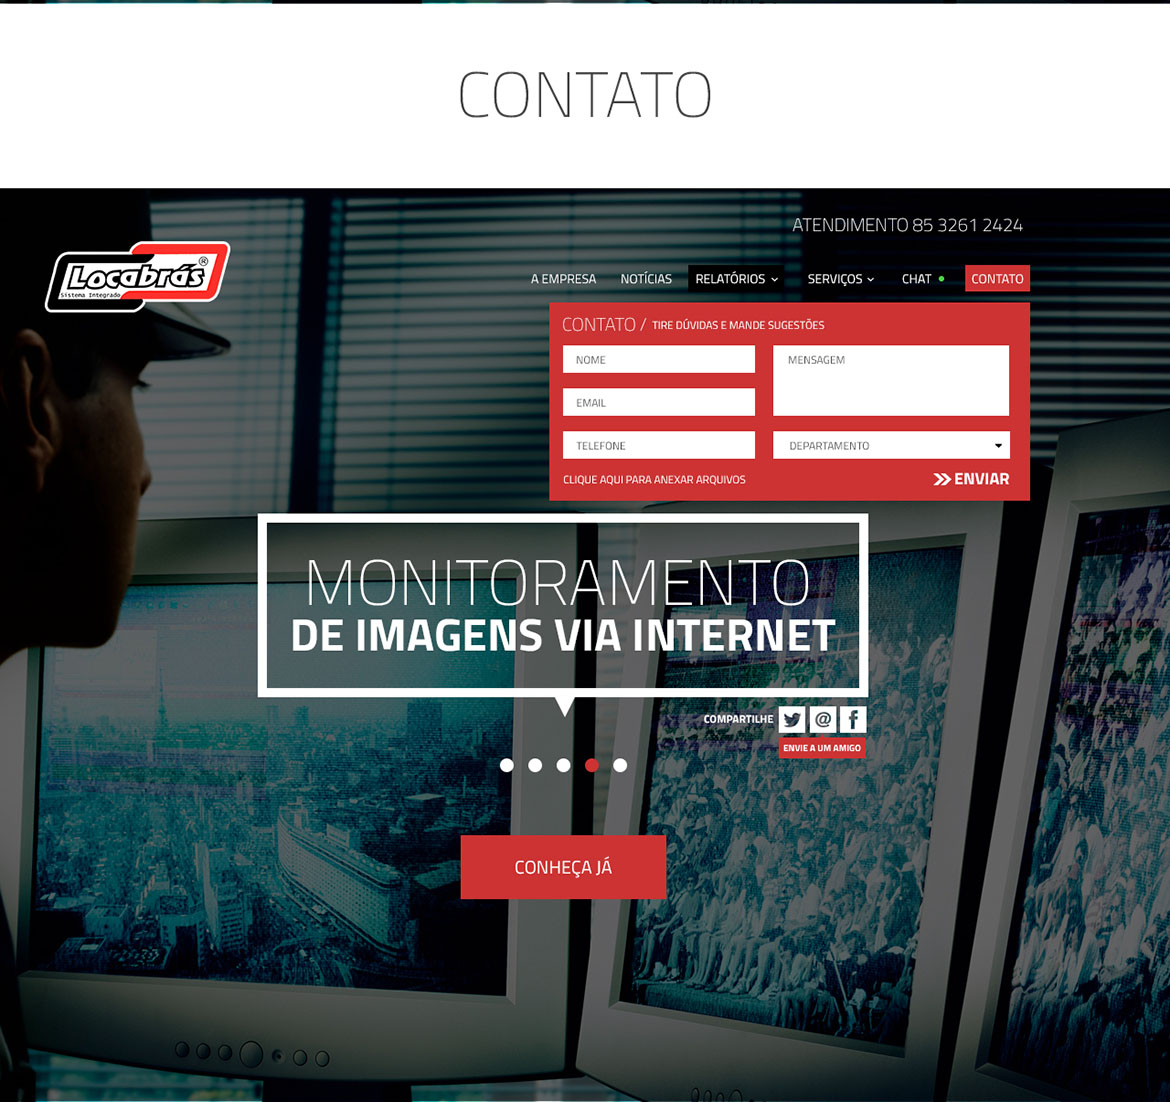 CONTATO
ATENDIMENTO 85 3261 2424
Locabrás®
Sistema Integrado
A EMPRESA NOTÍCIAS RELATÓRIOS SERVIÇOS CHAT CONTATO
CONTATO / TIRE DÚVIDAS E MANDE SUGESTÕES
NOME
MENSAGEM
EMAIL
TELEFONE
DEPARTAMENTO
CLIQUE AQUI PARA ANEXAR ARQUIVOS
ENVIAR
MONITORAMENTO
DE IMAGENS VIA INTERNET
COMPARTILHE
ENVIE A UM AMIGO
CONHEÇA JÁ